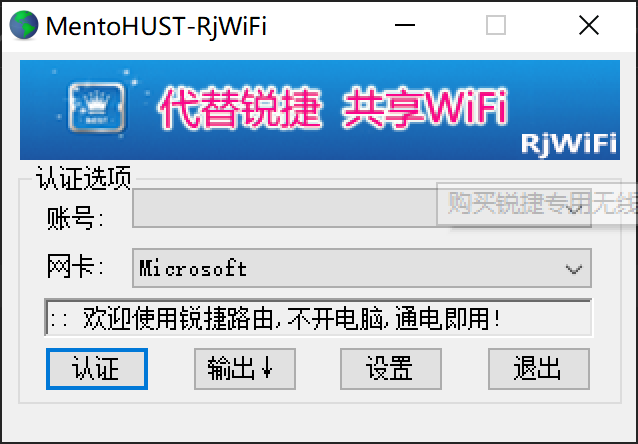 MentoHUST-RjWiFi
代替锐捷 共享WiFi
RjWiFi
认证选项
账号:
购买锐捷专用无线
网卡: Microsoft
:: 欢迎使用锐捷路由,不开电脑,通电即用!
认证 输出↓ 设置 退出